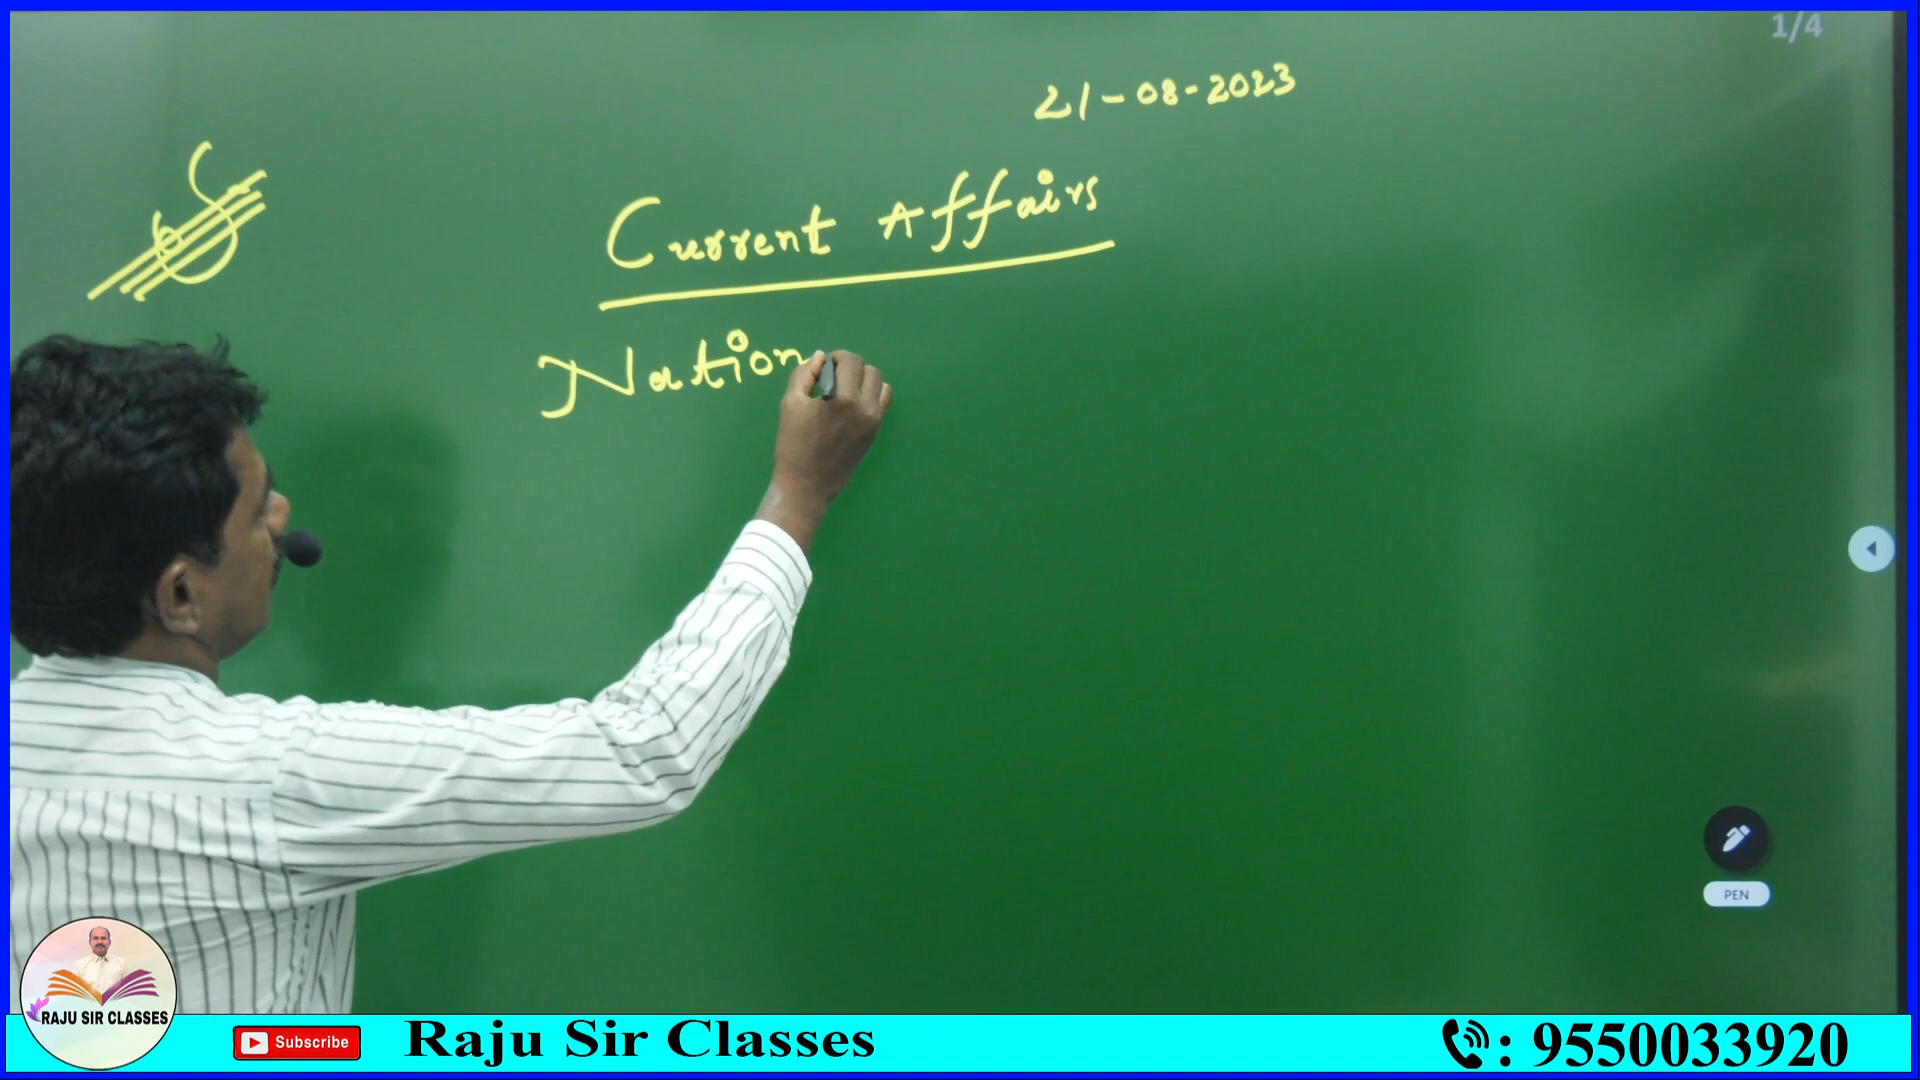 1/4
21-08-2023
Current Affairs
Nation
PEN
RAJU SIR CLASSES
Subscribe
Raju Sir Classes
: 9550033920